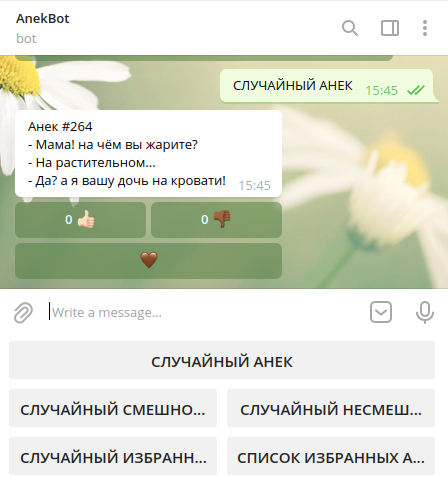 AnekBot
bot
СЛУЧАЙНЫЙ АНЕК 15:45
Анек #264
- Мама! на чём вы жарите?
- На растительном...
- Да? а я вашу дочь на кровати!
15:45
0 👍🏻 0 👎🏾
🤎
Write a message...
СЛУЧАЙНЫЙ АНЕК
СЛУЧАЙНЫЙ СМЕШНО... СЛУЧАЙНЫЙ НЕСМЕШ...
СЛУЧАЙНЫЙ ИЗБРАНН... СПИСОК ИЗБРАННЫХ А...